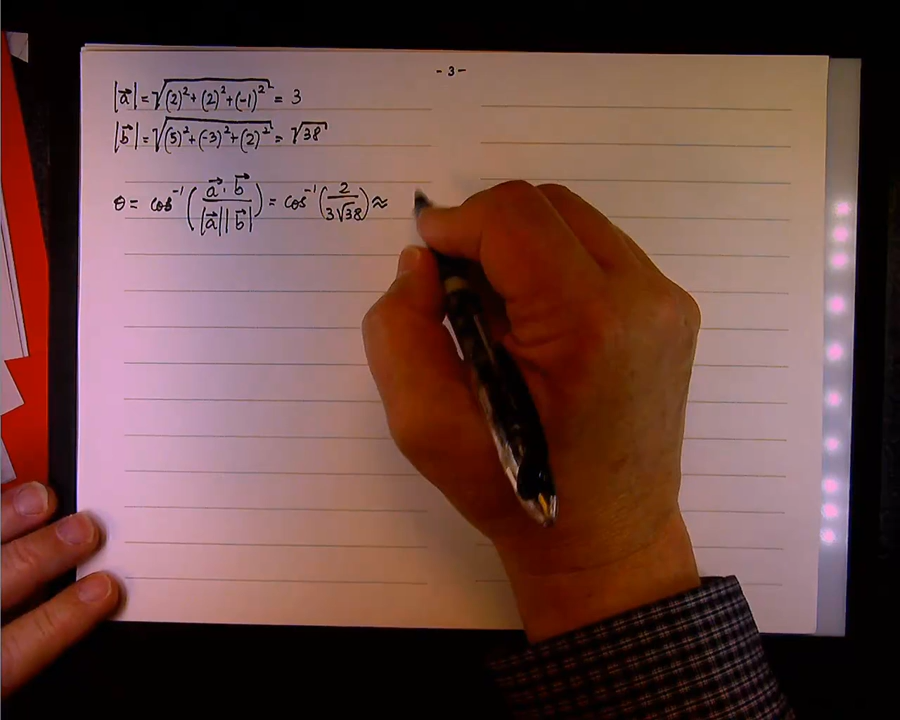 - 3 -
|a⃗| = √((2)² + (2)² + (-1)²) = 3
|b⃗| = √((5)² + (-3)² + (2)²) = √38
θ = cos⁻¹(a⃗ · b⃗ / |a⃗||b⃗|) = cos⁻¹(2 / 3√38) ≈